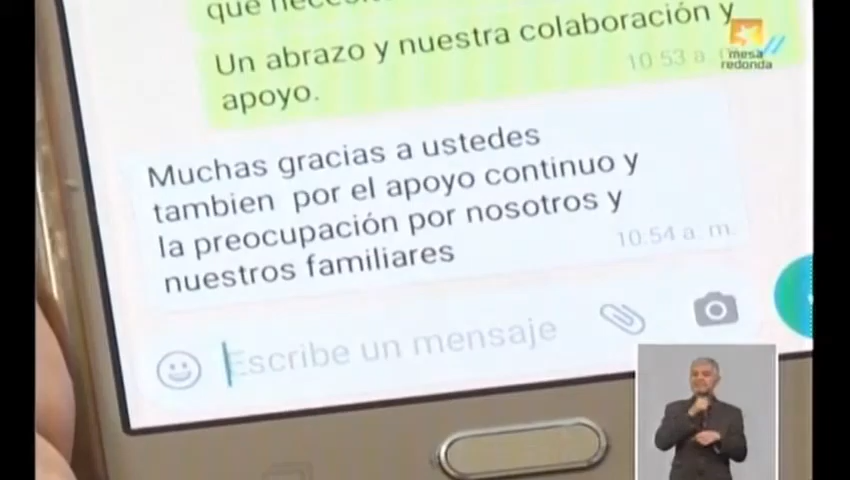 que
Un abrazo y nuestra colaboración y
apoyo.
10:53 a.
mesa
redonda
Muchas gracias a ustedes
tambien por el apoyo continuo y
la preocupación por nosotros y
nuestros familiares
10:54 a. m.
Escribe un mensaje